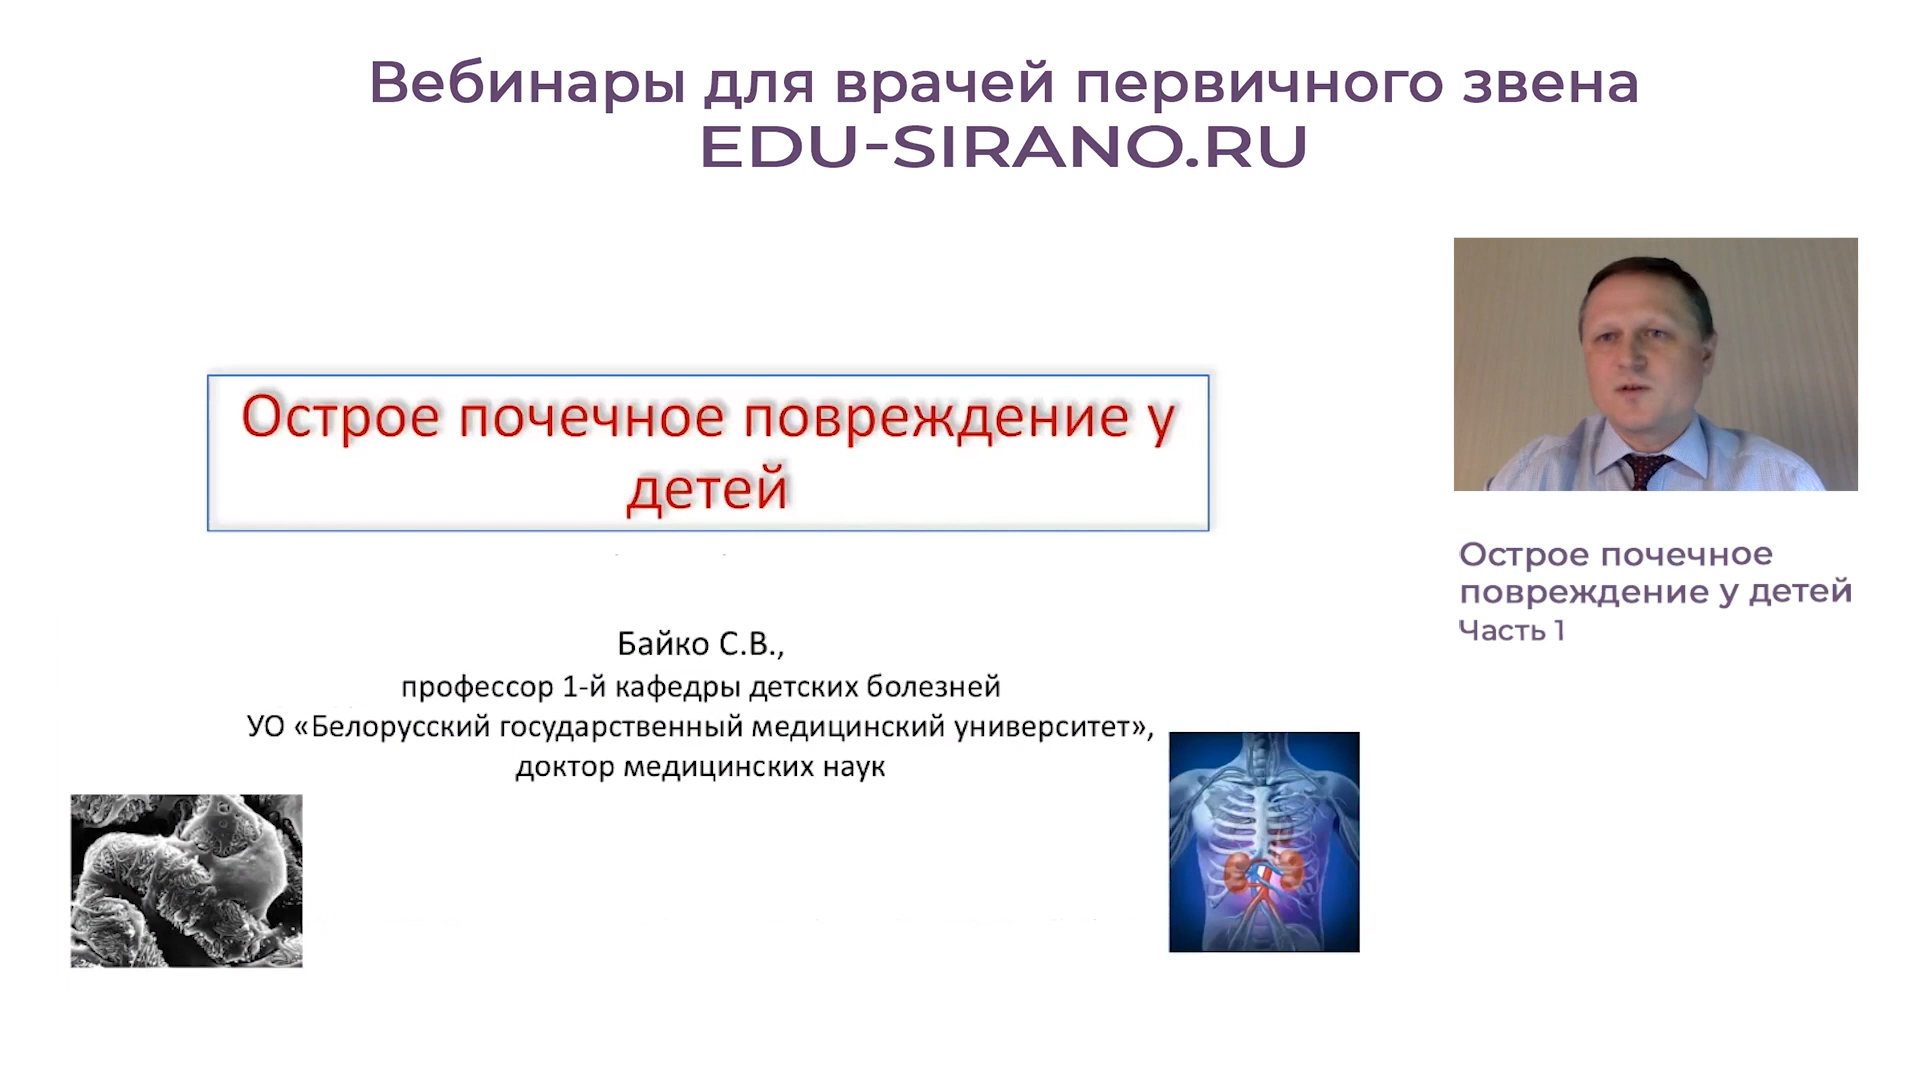 Вебинары для врачей первичного звена
EDU-SIRANO.RU
Острое почечное повреждение у
детей
Байко С.В.,
профессор 1-й кафедры детских болезней
УО «Белорусский государственный медицинский университет»,
доктор медицинских наук
Острое почечное
повреждение у детей
Часть 1